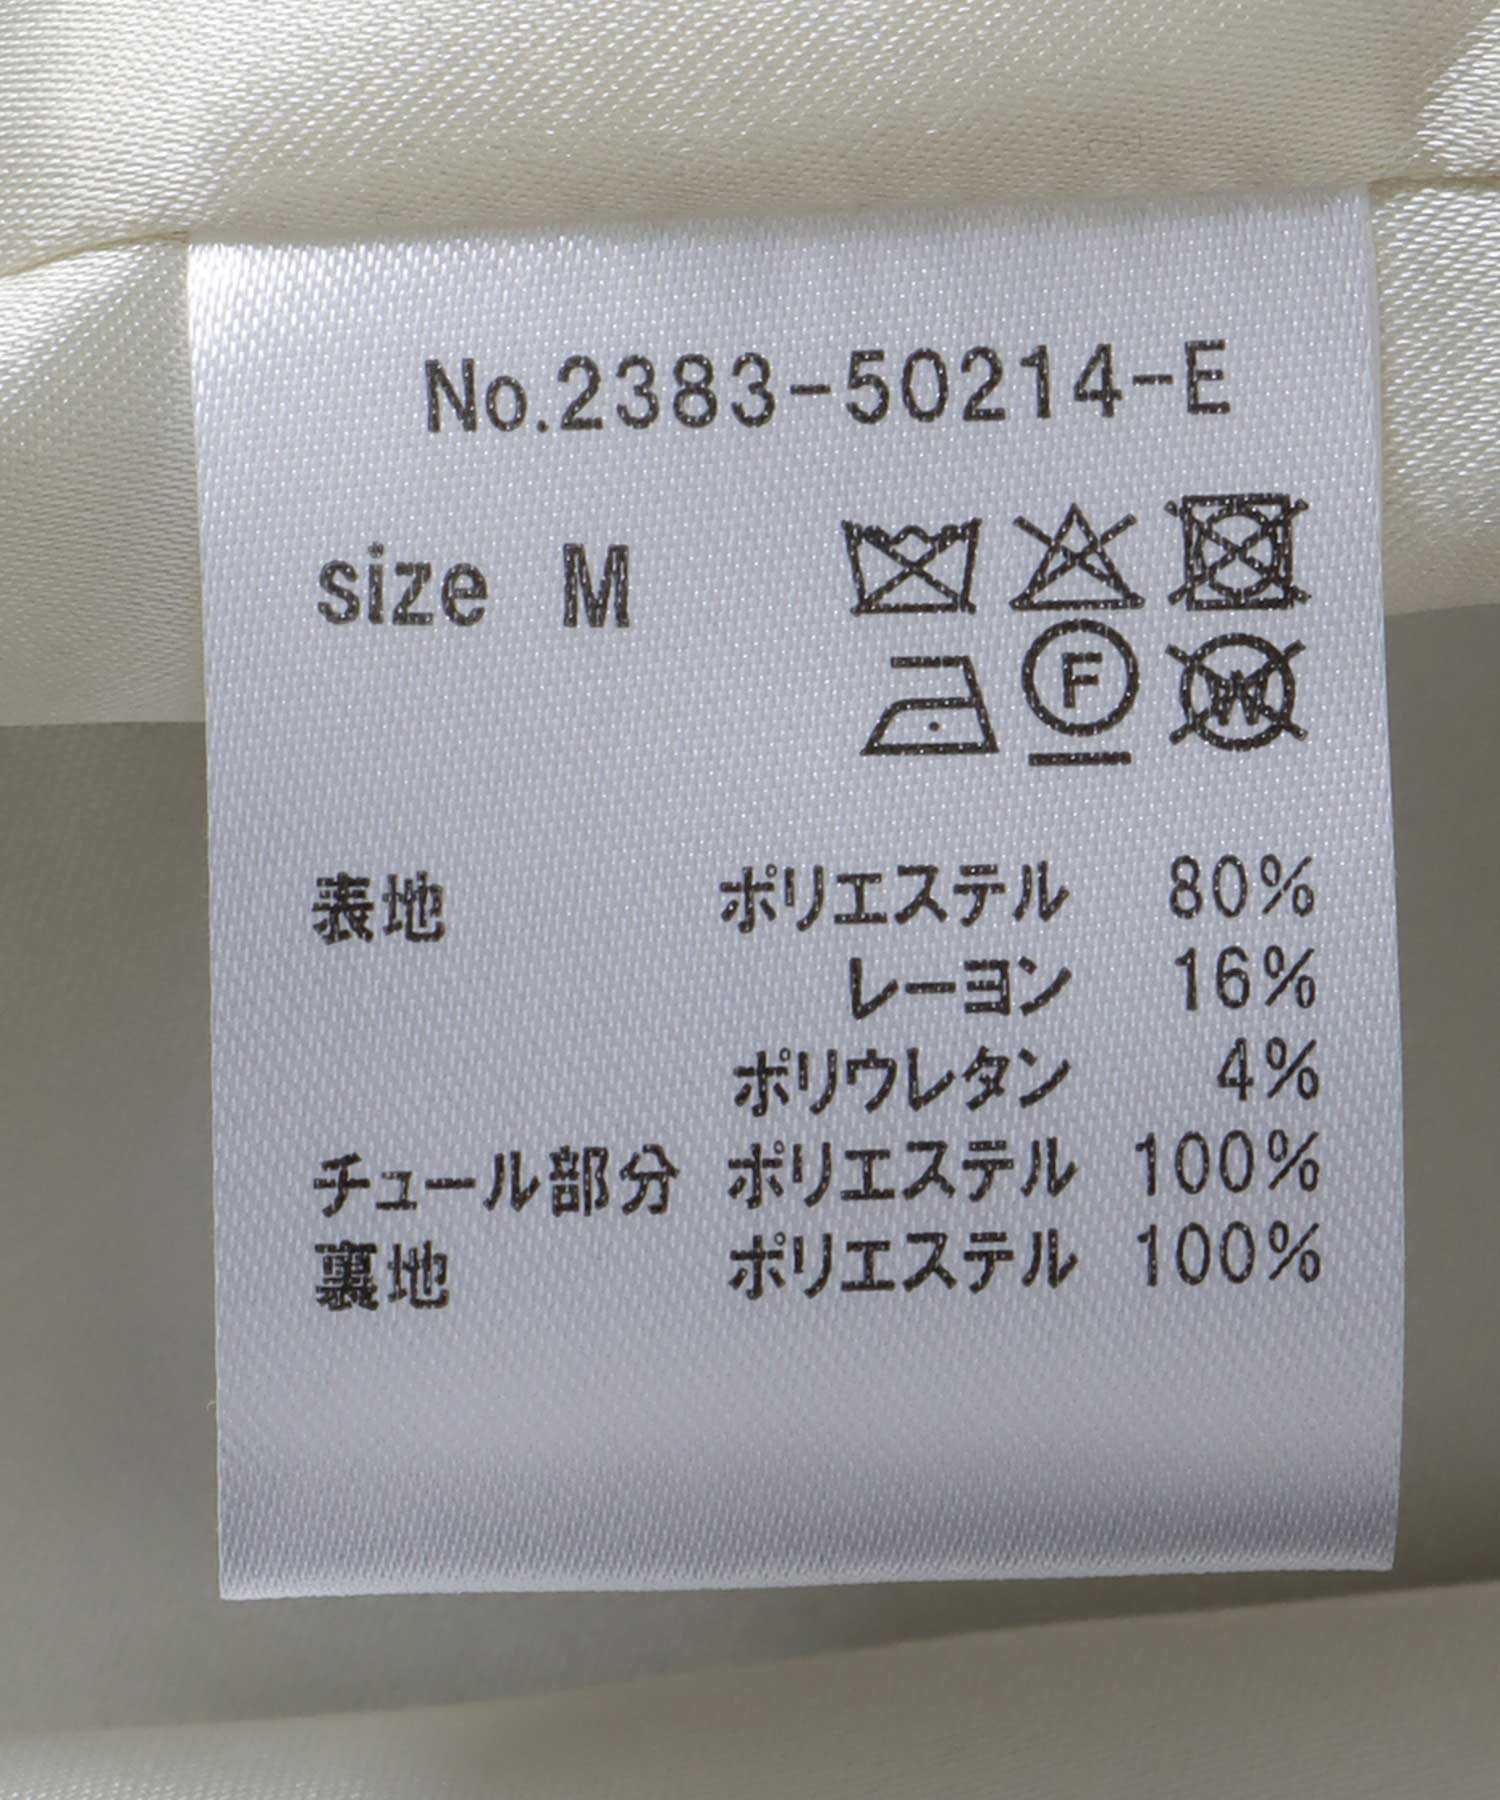 No.2383-50214-E
size M
F
W
表地 ポリエステル 80%
レーヨン 16%
ポリウレタン 4%
チュール部分 ポリエステル 100%
裏地 ポリエステル 100%